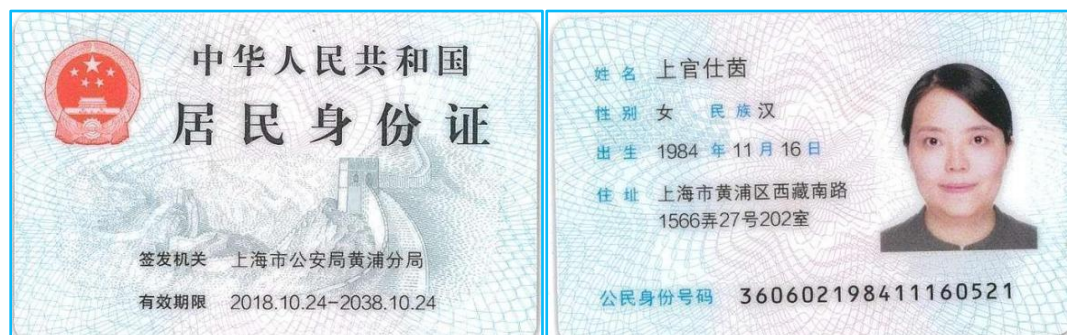 中华人民共和国
居民身份证
签发机关 上海市公安局黄浦分局
有效期限 2018.10.24-2038.10.24
姓名 上官仕茵
性别 女 民族 汉
出生 1984 年 11 月 16 日
住址 上海市黄浦区西藏南路
1566弄27号202室
公民身份号码 360602198411160521